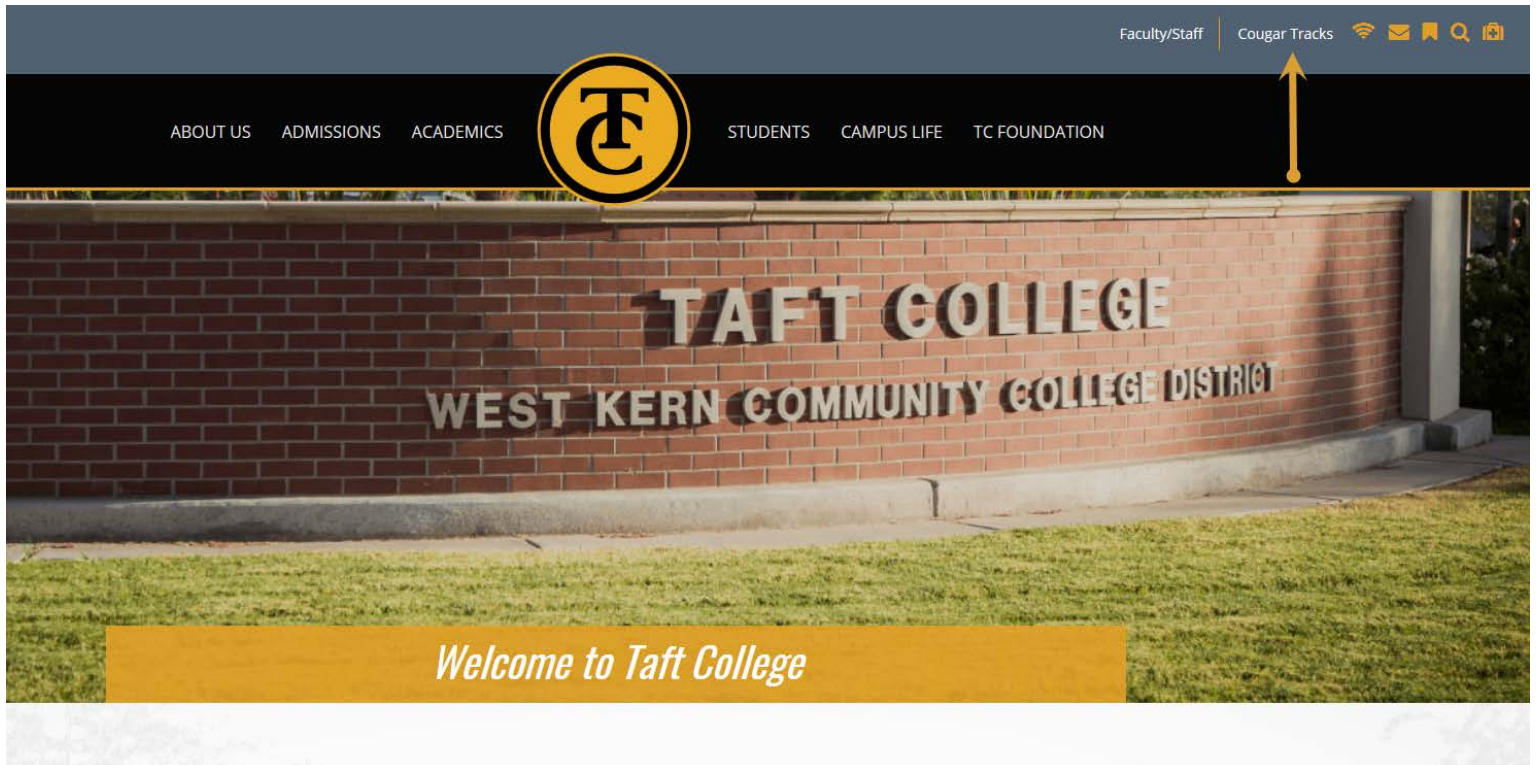 Faculty/Staff Cougar Tracks
ABOUT US ADMISSIONS ACADEMICS TC STUDENTS CAMPUS LIFE TC FOUNDATION
TAFT COLLEGE
WEST KERN COMMUNITY COLLEGE DISTRICT
Welcome to Taft College